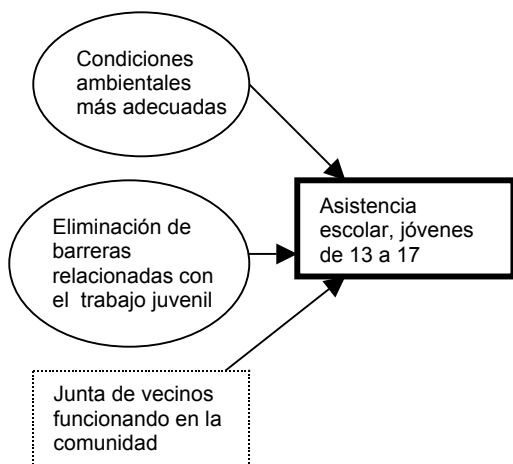 Condiciones
ambientales
más adecuadas
Asistencia
escolar, jóvenes
de 13 a 17
Eliminación de
barreras
relacionadas con
el trabajo juvenil
Junta de vecinos
funcionando en la
comunidad